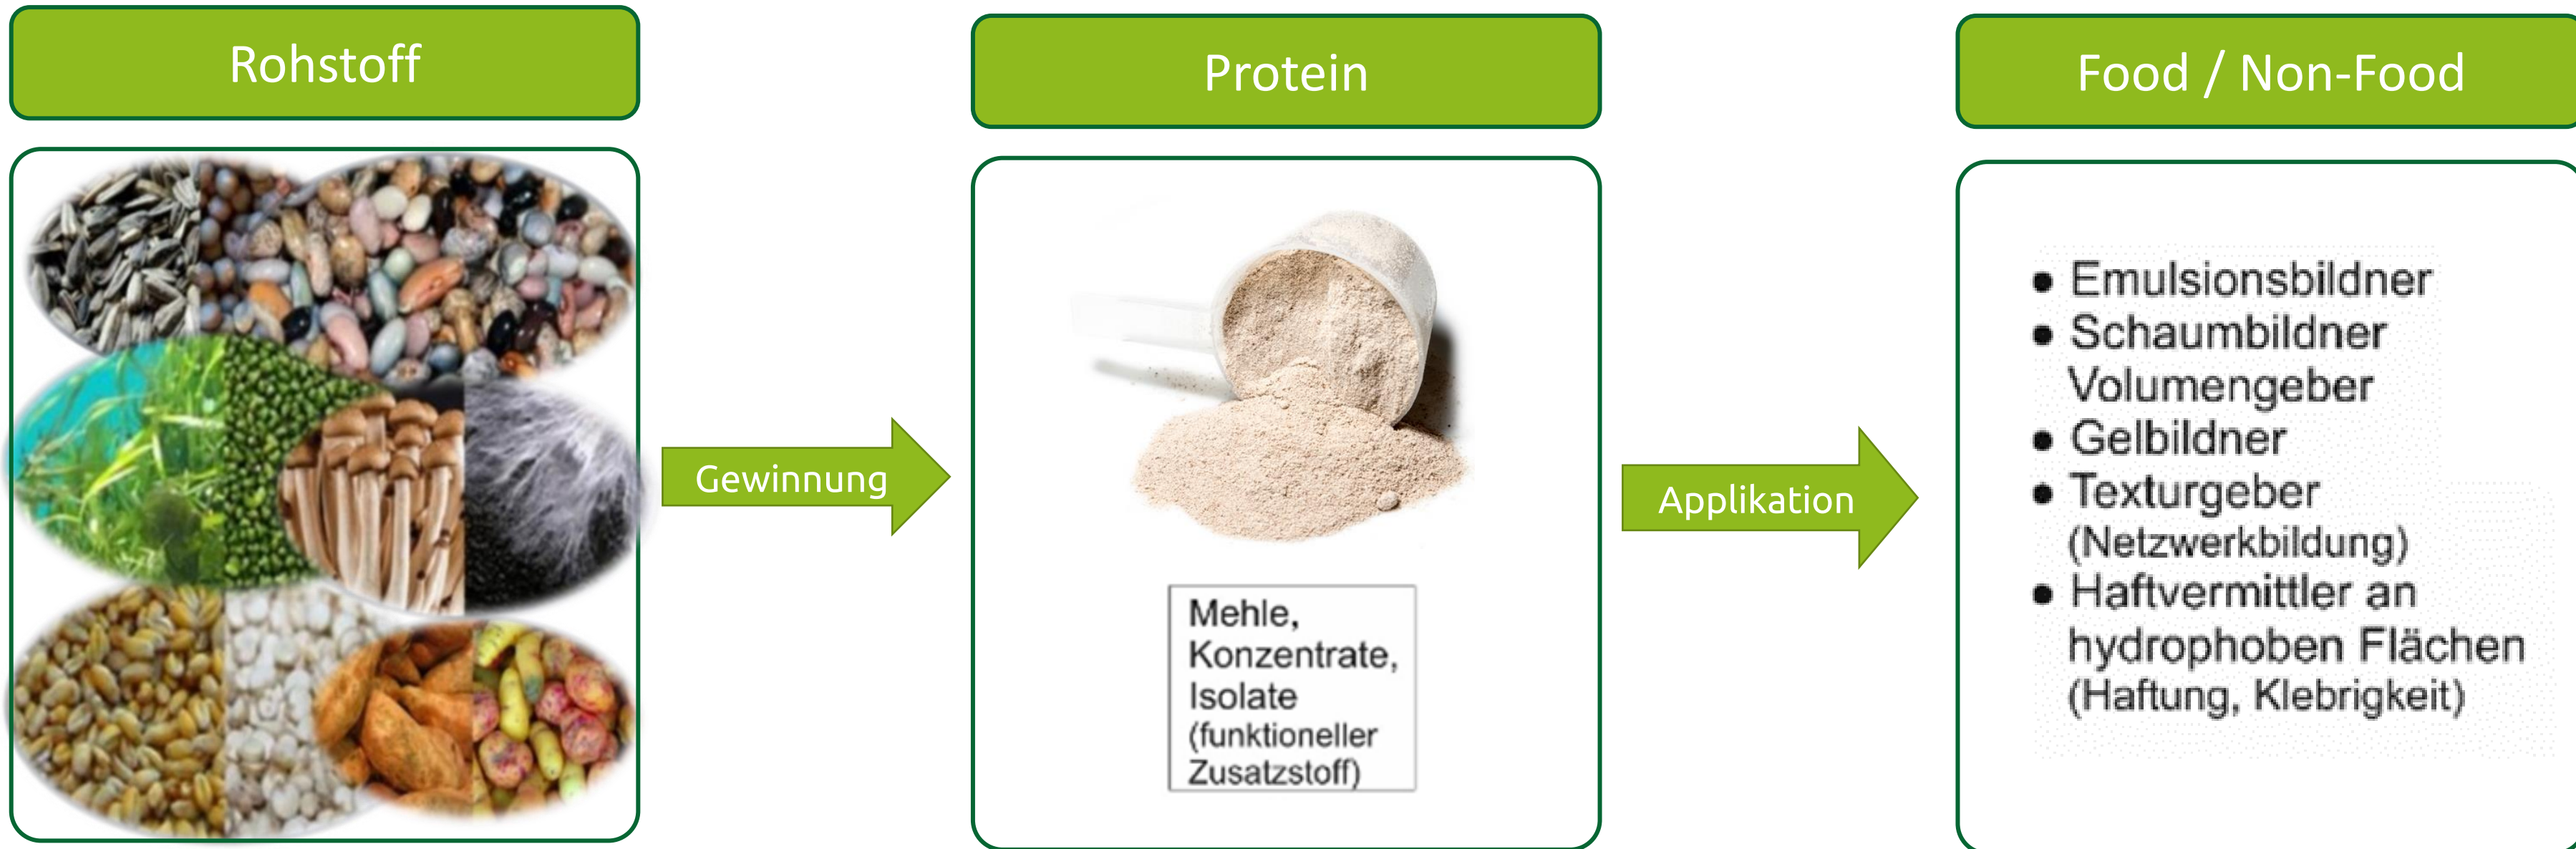 Rohstoff
Gewinnung
Protein
Mehle,
Konzentrate,
Isolate
(funktioneller
Zusatzstoff)
Applikation
Food / Non-Food
• Emulsionsbildner
• Schaumbildner
Volumengeber
• Gelbildner
• Texturgeber
(Netzwerkbildung)
• Haftvermittler an
hydrophoben Flächen
(Haftung, Klebrigkeit)